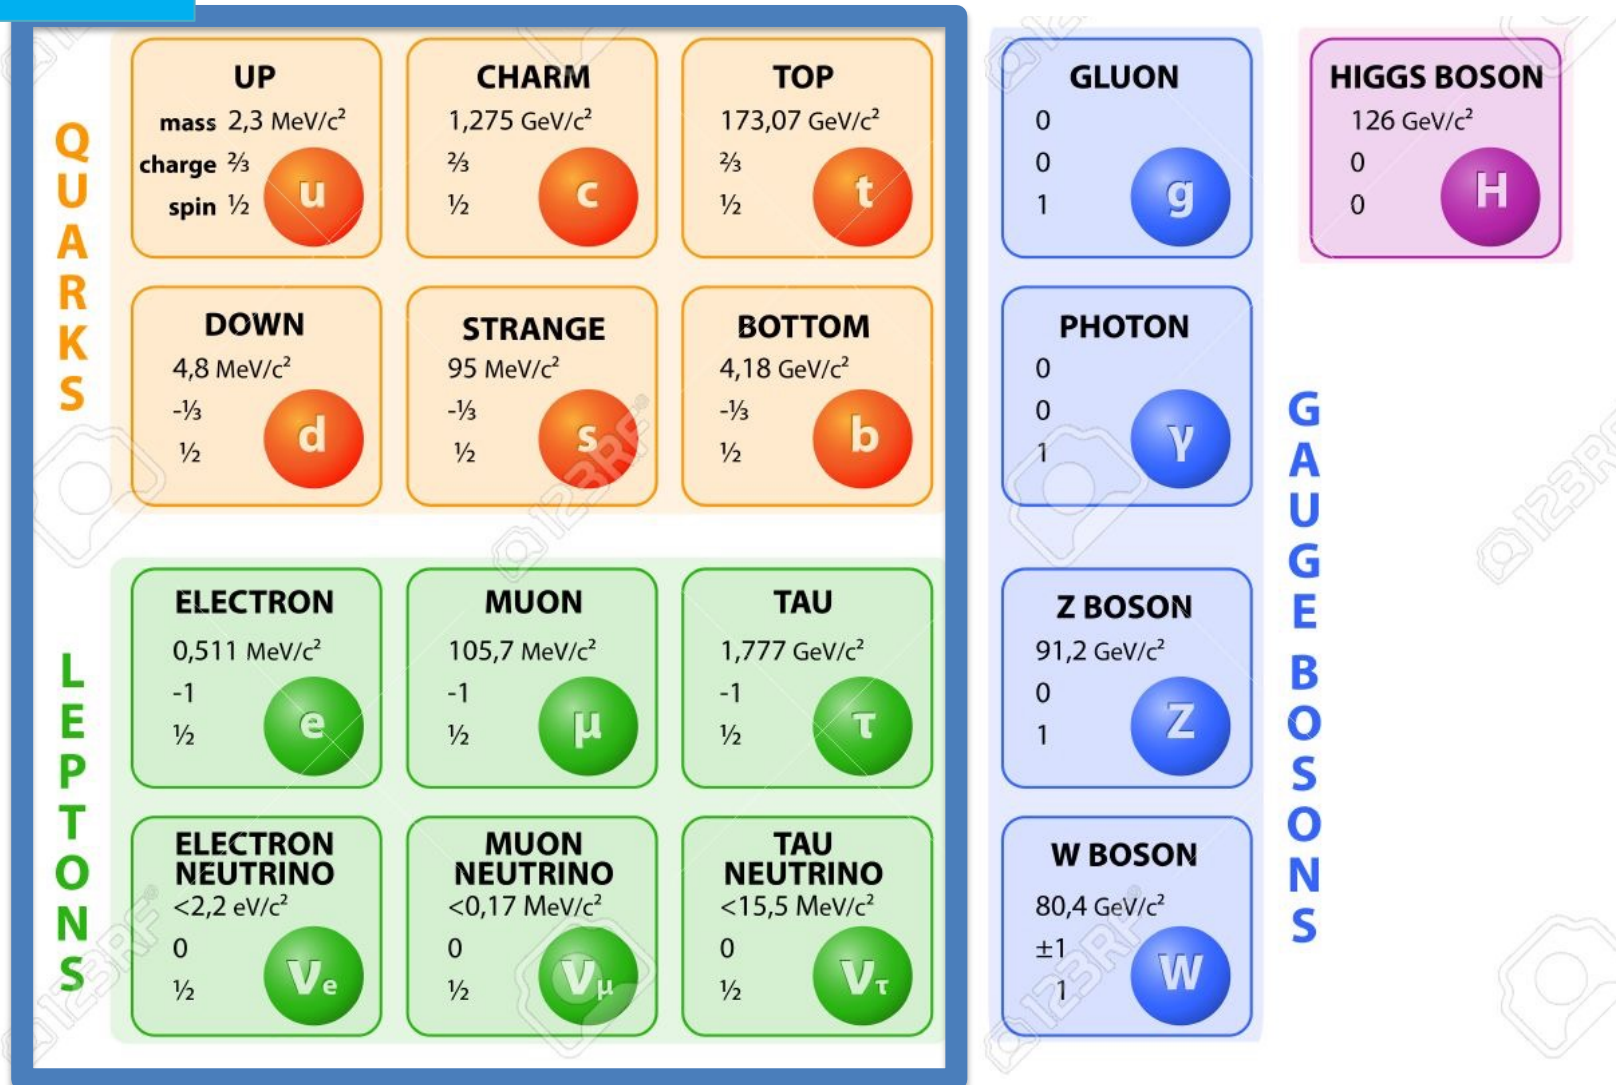 QUARKS
UP
mass 2,3 MeV/c²
charge ⅔
spin ½
u
CHARM
1,275 GeV/c²
⅔
½
c
TOP
173,07 GeV/c²
⅔
½
t
GLUON
0
0
1
g
HIGGS BOSON
126 GeV/c²
0
0
H
DOWN
4,8 MeV/c²
-⅓
½
d
STRANGE
95 MeV/c²
-⅓
½
s
BOTTOM
4,18 GeV/c²
-⅓
½
b
PHOTON
0
0
1
γ
GAUGE BOSONS
LEPTONS
ELECTRON
0,511 MeV/c²
-1
½
e
MUON
105,7 MeV/c²
-1
½
μ
TAU
1,777 GeV/c²
-1
½
τ
Z BOSON
91,2 GeV/c²
0
1
Z
ELECTRON
NEUTRINO
<2,2 eV/c²
0
½
νe
MUON
NEUTRINO
<0,17 MeV/c²
0
½
νμ
TAU
NEUTRINO
<15,5 MeV/c²
0
½
ντ
W BOSON
80,4 GeV/c²
±1
1
W
123RF
123RF
123RF
123RF